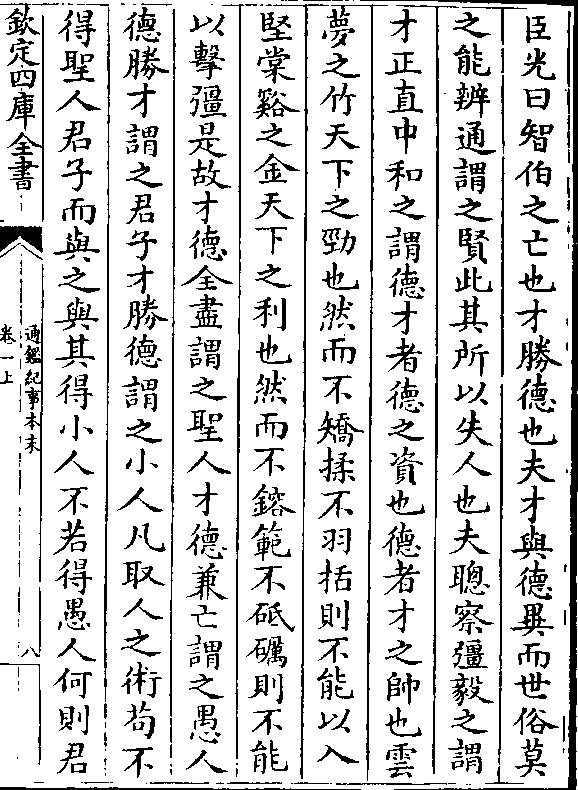 臣光曰智伯之亡也才勝德也夫才與德異而世俗莫
之能辨通謂之賢此其所以失人也夫聰察彊毅之謂
才正直中和之謂德才者德之資也德者才之帥也雲
夢之竹天下之勁也然而不矯揉不羽括則不能以入
堅棠谿之金天下之利也然而不鎔範不砥礪則不能
以擊彊是故才德全盡謂之聖人才德兼亡謂之愚人
德勝才謂之君子才勝德謂之小人凡取人之術苟不
得聖人君子而與之與其得小人不若得愚人何則君
欽定四庫全書
通鑑紀事本末
卷一上
八